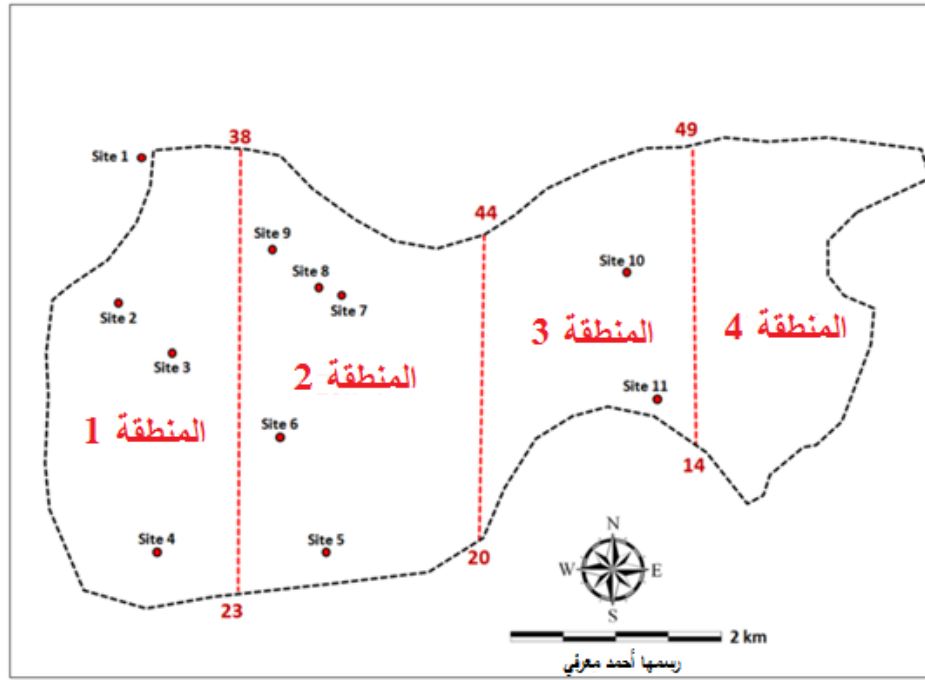 38
49
Site 1
44
Site 9
Site 10
Site 8
Site 7
Site 2
المنطقة 3
المنطقة 4
Site 3
المنطقة 2
Site 11
Site 6
المنطقة 1
14
Site 4
Site 5
20
N
W
E
S
23
2 km
رسمها أحمد معرفي